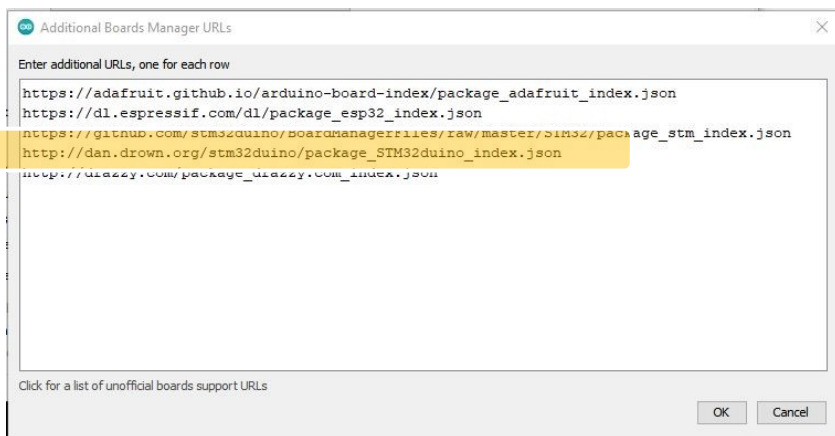 Additional Boards Manager URLs
Enter additional URLs, one for each row
https://adafruit.github.io/arduino-board-index/package_adafruit_index.json
https://dl.espressif.com/dl/package_esp32_index.json
https://github.com/stm32duino/BoardManagerFiles/raw/master/STM32/package_stm_index.json
http://dan.drown.org/stm32duino/package_STM32duino_index.json
http://drazzy.com/package_drazzy.com_index.json
Click for a list of unofficial boards support URLs
OK Cancel